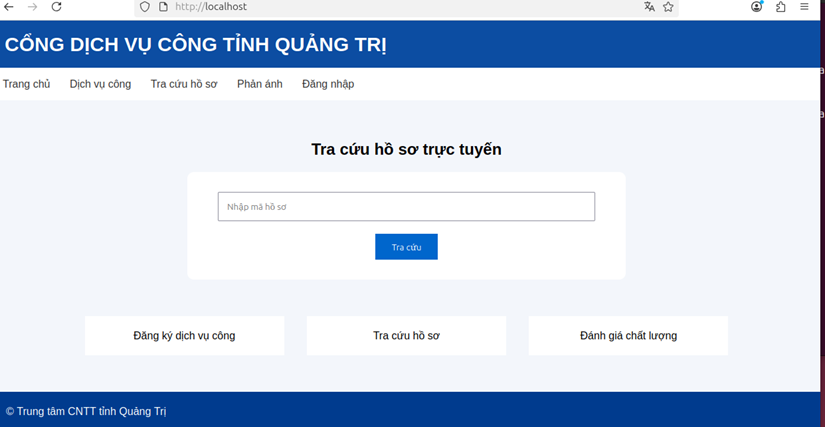 http://localhost
CỔNG DỊCH VỤ CÔNG TỈNH QUẢNG TRỊ
Trang chủ Dịch vụ công Tra cứu hồ sơ Phản ánh Đăng nhập
Tra cứu hồ sơ trực tuyến
Nhập mã hồ sơ
Tra cứu
Đăng ký dịch vụ công Tra cứu hồ sơ Đánh giá chất lượng
© Trung tâm CNTT tỉnh Quảng Trị